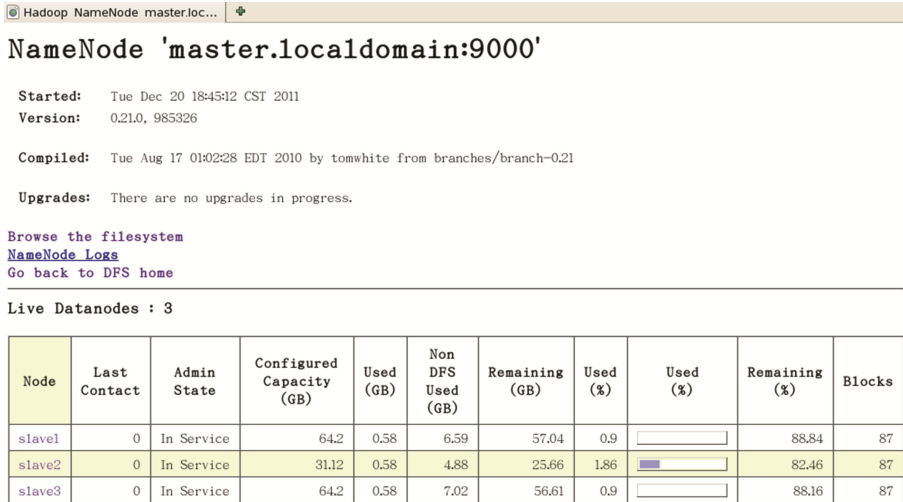 Hadoop NameNode master.loc...
NameNode 'master.localdomain:9000'
Started: Tue Dec 20 18:45:12 CST 2011
Version: 0.21.0, 985326
Compiled: Tue Aug 17 01:02:28 EDT 2010 by tomwhite from branches/branch-0.21
Upgrades: There are no upgrades in progress.
Browse the filesystem
NameNode Logs
Go back to DFS home
Live Datanodes : 3
Node Last Contact Admin State Configured Capacity (GB) Used (GB) Non DFS Used (GB) Remaining (GB) Used (%) Used (%) Remaining (%) Blocks
slave1 0 In Service 64.2 0.58 6.59 57.04 0.9 88.84 87
slave2 0 In Service 31.12 0.58 4.88 25.66 1.86 82.46 87
slave3 0 In Service 64.2 0.58 7.02 56.61 0.9 88.16 87